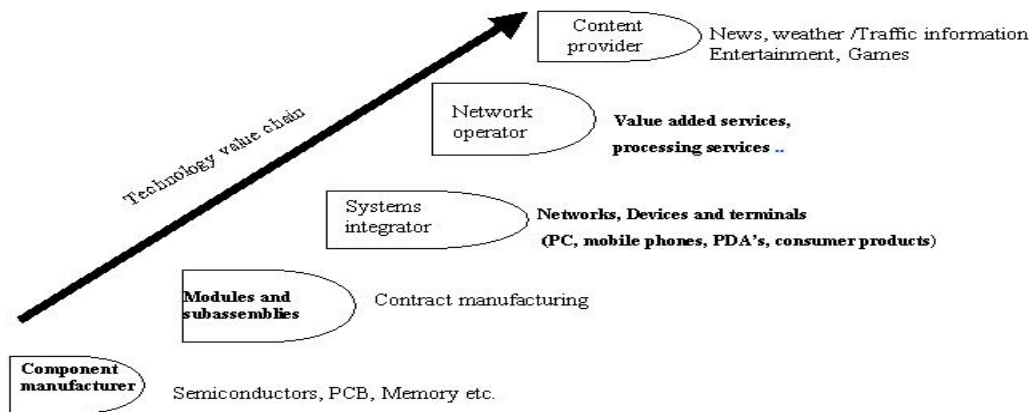 Content
provider
News, weather /Traffic information
Entertainment, Games
Network
operator
Value added services,
processing services ..
Technology value chain
Systems
integrator
Networks, Devices and terminals
(PC, mobile phones, PDA's, consumer products)
Modules and
subassemblies
Contract manufacturing
Component
manufacturer
Semiconductors, PCB, Memory etc.